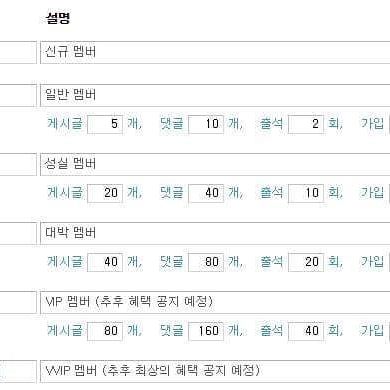 설명
신규 멤버
일반 멤버
게시글 5 개, 댓글 10 개, 출석 2 회, 가입
성실 멤버
게시글 20 개, 댓글 40 개, 출석 10 회, 가입
대박 멤버
게시글 40 개, 댓글 80 개, 출석 20 회, 가입
VIP 멤버 (추후 혜택 공지 예정)
게시글 80 개, 댓글 160 개, 출석 40 회, 가입
VVIP 멤버 (추후 최상의 혜택 공지 예정)